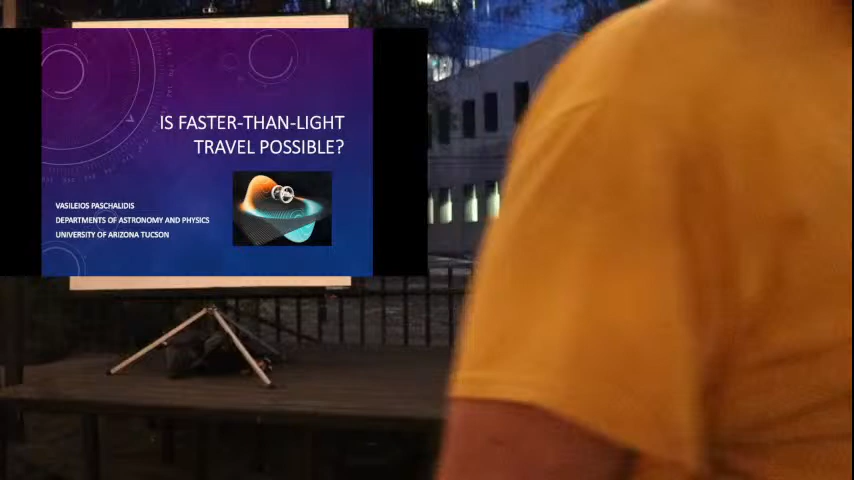 IS FASTER-THAN-LIGHT
TRAVEL POSSIBLE?
VASILEIOS PASCHALIDIS
DEPARTMENTS OF ASTRONOMY AND PHYSICS
UNIVERSITY OF ARIZONA TUCSON